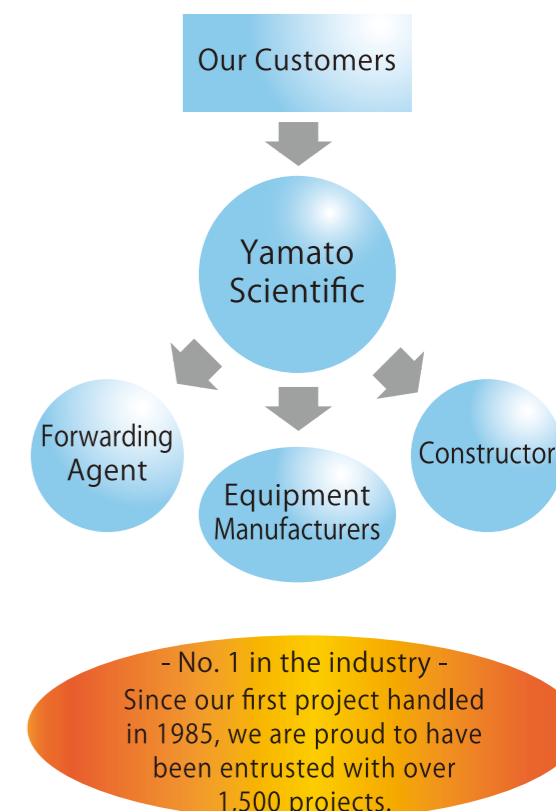 Our Customers
Yamato
Scientific
Forwarding
Agent
Equipment
Manufacturers
Constructor
- No. 1 in the industry -
Since our first project handled
in 1985, we are proud to have
been entrusted with over
1,500 projects.